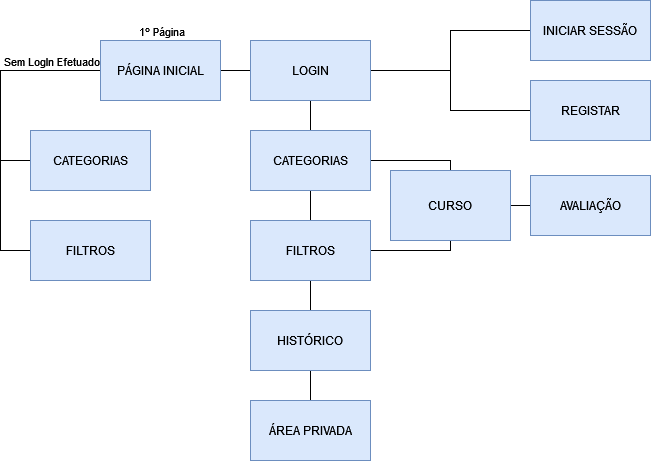 1º Página
Sem LogIn Efetuado
PÁGINA INICIAL
LOGIN
INICIAR SESSÃO
REGISTAR
CATEGORIAS
FILTROS
CATEGORIAS
CURSO
AVALIAÇÃO
FILTROS
HISTÓRICO
ÁREA PRIVADA